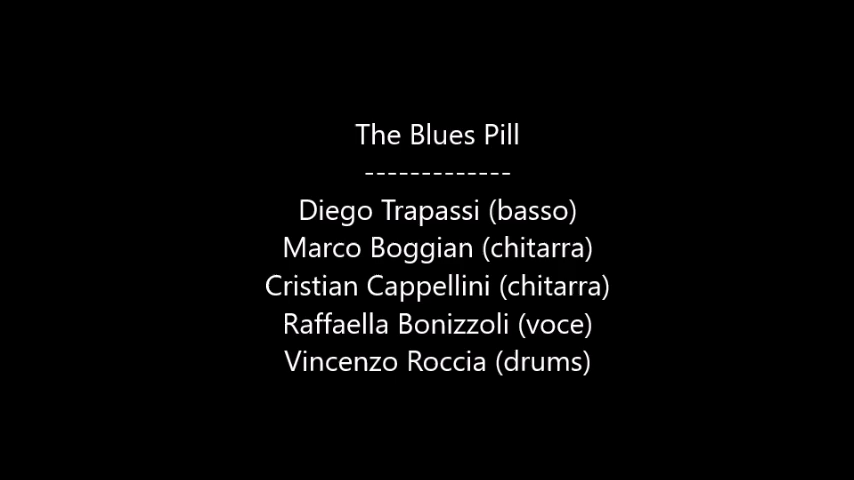 The Blues Pill
-------------
Diego Trapassi (basso)
Marco Boggian (chitarra)
Cristian Cappellini (chitarra)
Raffaella Bonizzoli (voce)
Vincenzo Roccia (drums)